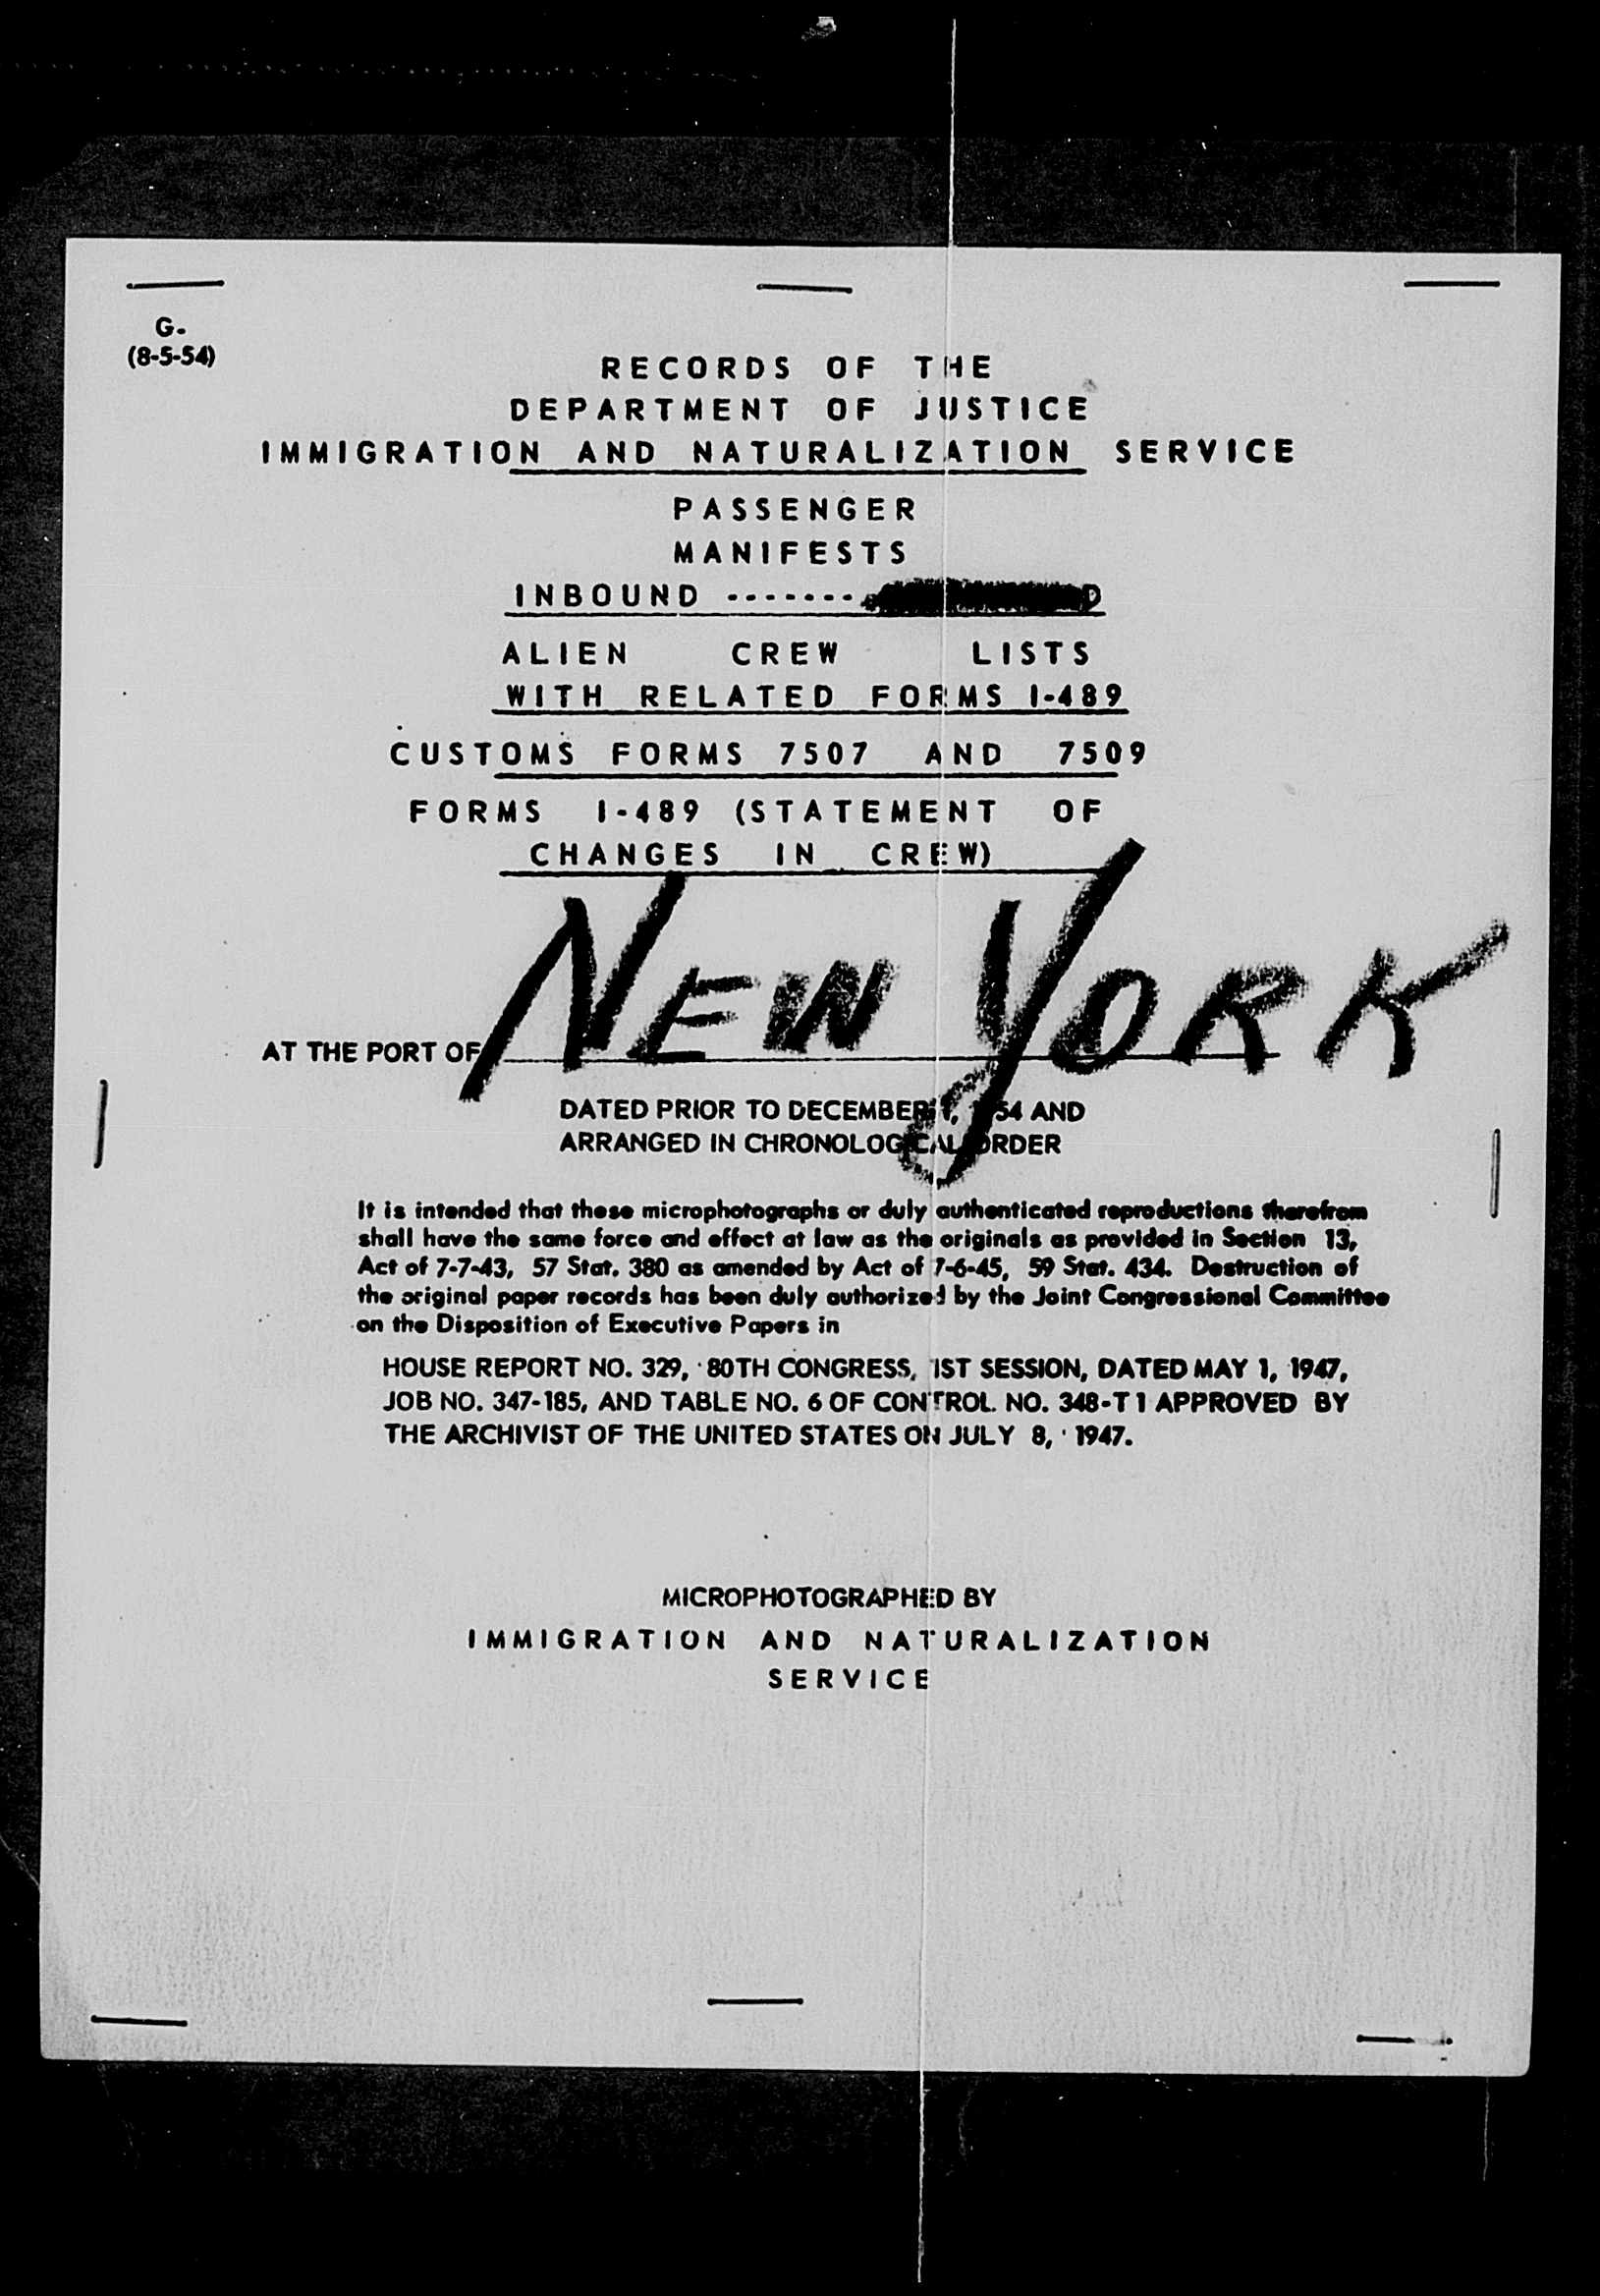 G-
(8-5-54)
RECORDS OF THE
DEPARTMENT OF JUSTICE
IMMIGRATION AND NATURALIZATION SERVICE
PASSENGER
MANIFESTS
INBOUND -------
ALIEN CREW LISTS
WITH RELATED FORMS I-489
CUSTOMS FORMS 7507 AND 7509
FORMS I-489 (STATEMENT OF
CHANGES IN CREW)
AT THE PORT OF NEW YORK
DATED PRIOR TO DECEMBER 1, 1954 AND
ARRANGED IN CHRONOLOGICAL ORDER
It is intended that these microphotographs or duly authenticated reproductions therefrom
shall have the same force and effect at law as the originals as provided in Section 13,
Act of 7-7-43, 57 Stat. 380 as amended by Act of 7-6-45, 59 Stat. 434. Destruction of
the original paper records has been duly authorized by the Joint Congressional Committee
on the Disposition of Executive Papers in
HOUSE REPORT NO. 329, 80TH CONGRESS, 1ST SESSION, DATED MAY 1, 1947,
JOB NO. 347-185, AND TABLE NO. 6 OF CONTROL NO. 348-T1 APPROVED BY
THE ARCHIVIST OF THE UNITED STATES ON JULY 8, 1947.
MICROPHOTOGRAPHED BY
IMMIGRATION AND NATURALIZATION
SERVICE